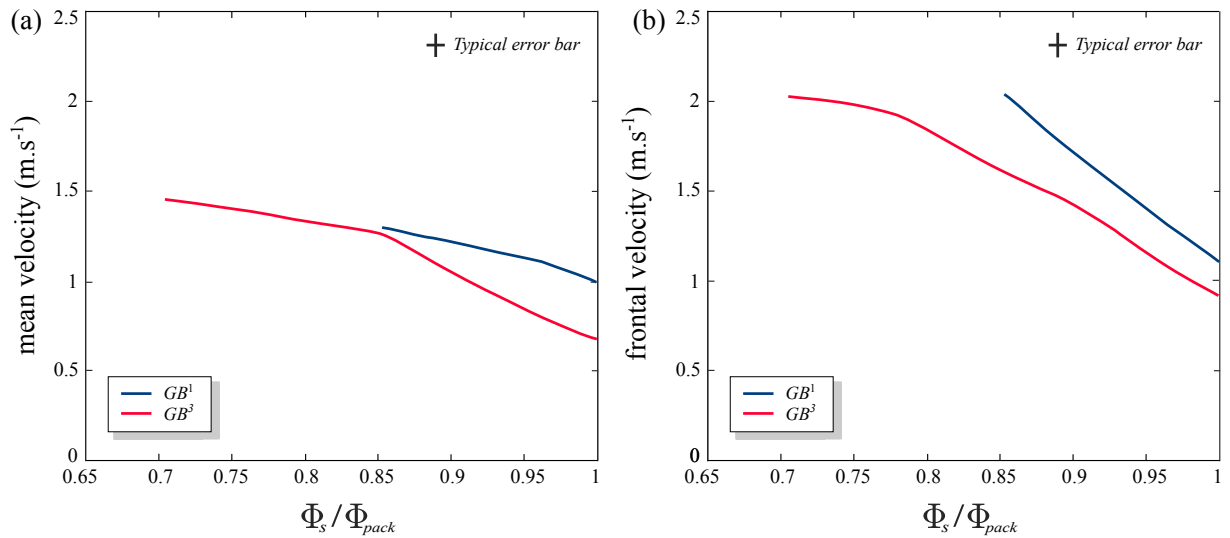 (a)
2.5
2
1.5
1
0.5
0
mean velocity (m.s⁻¹)
Typical error bar
GB¹
GB³
0.65 0.7 0.75 0.8 0.85 0.9 0.95 1
Φs/Φpack
(b)
2.5
2
1.5
1
0.5
0
frontal velocity (m.s⁻¹)
Typical error bar
GB¹
GB³
0.65 0.7 0.75 0.8 0.85 0.9 0.95 1
Φs/Φpack